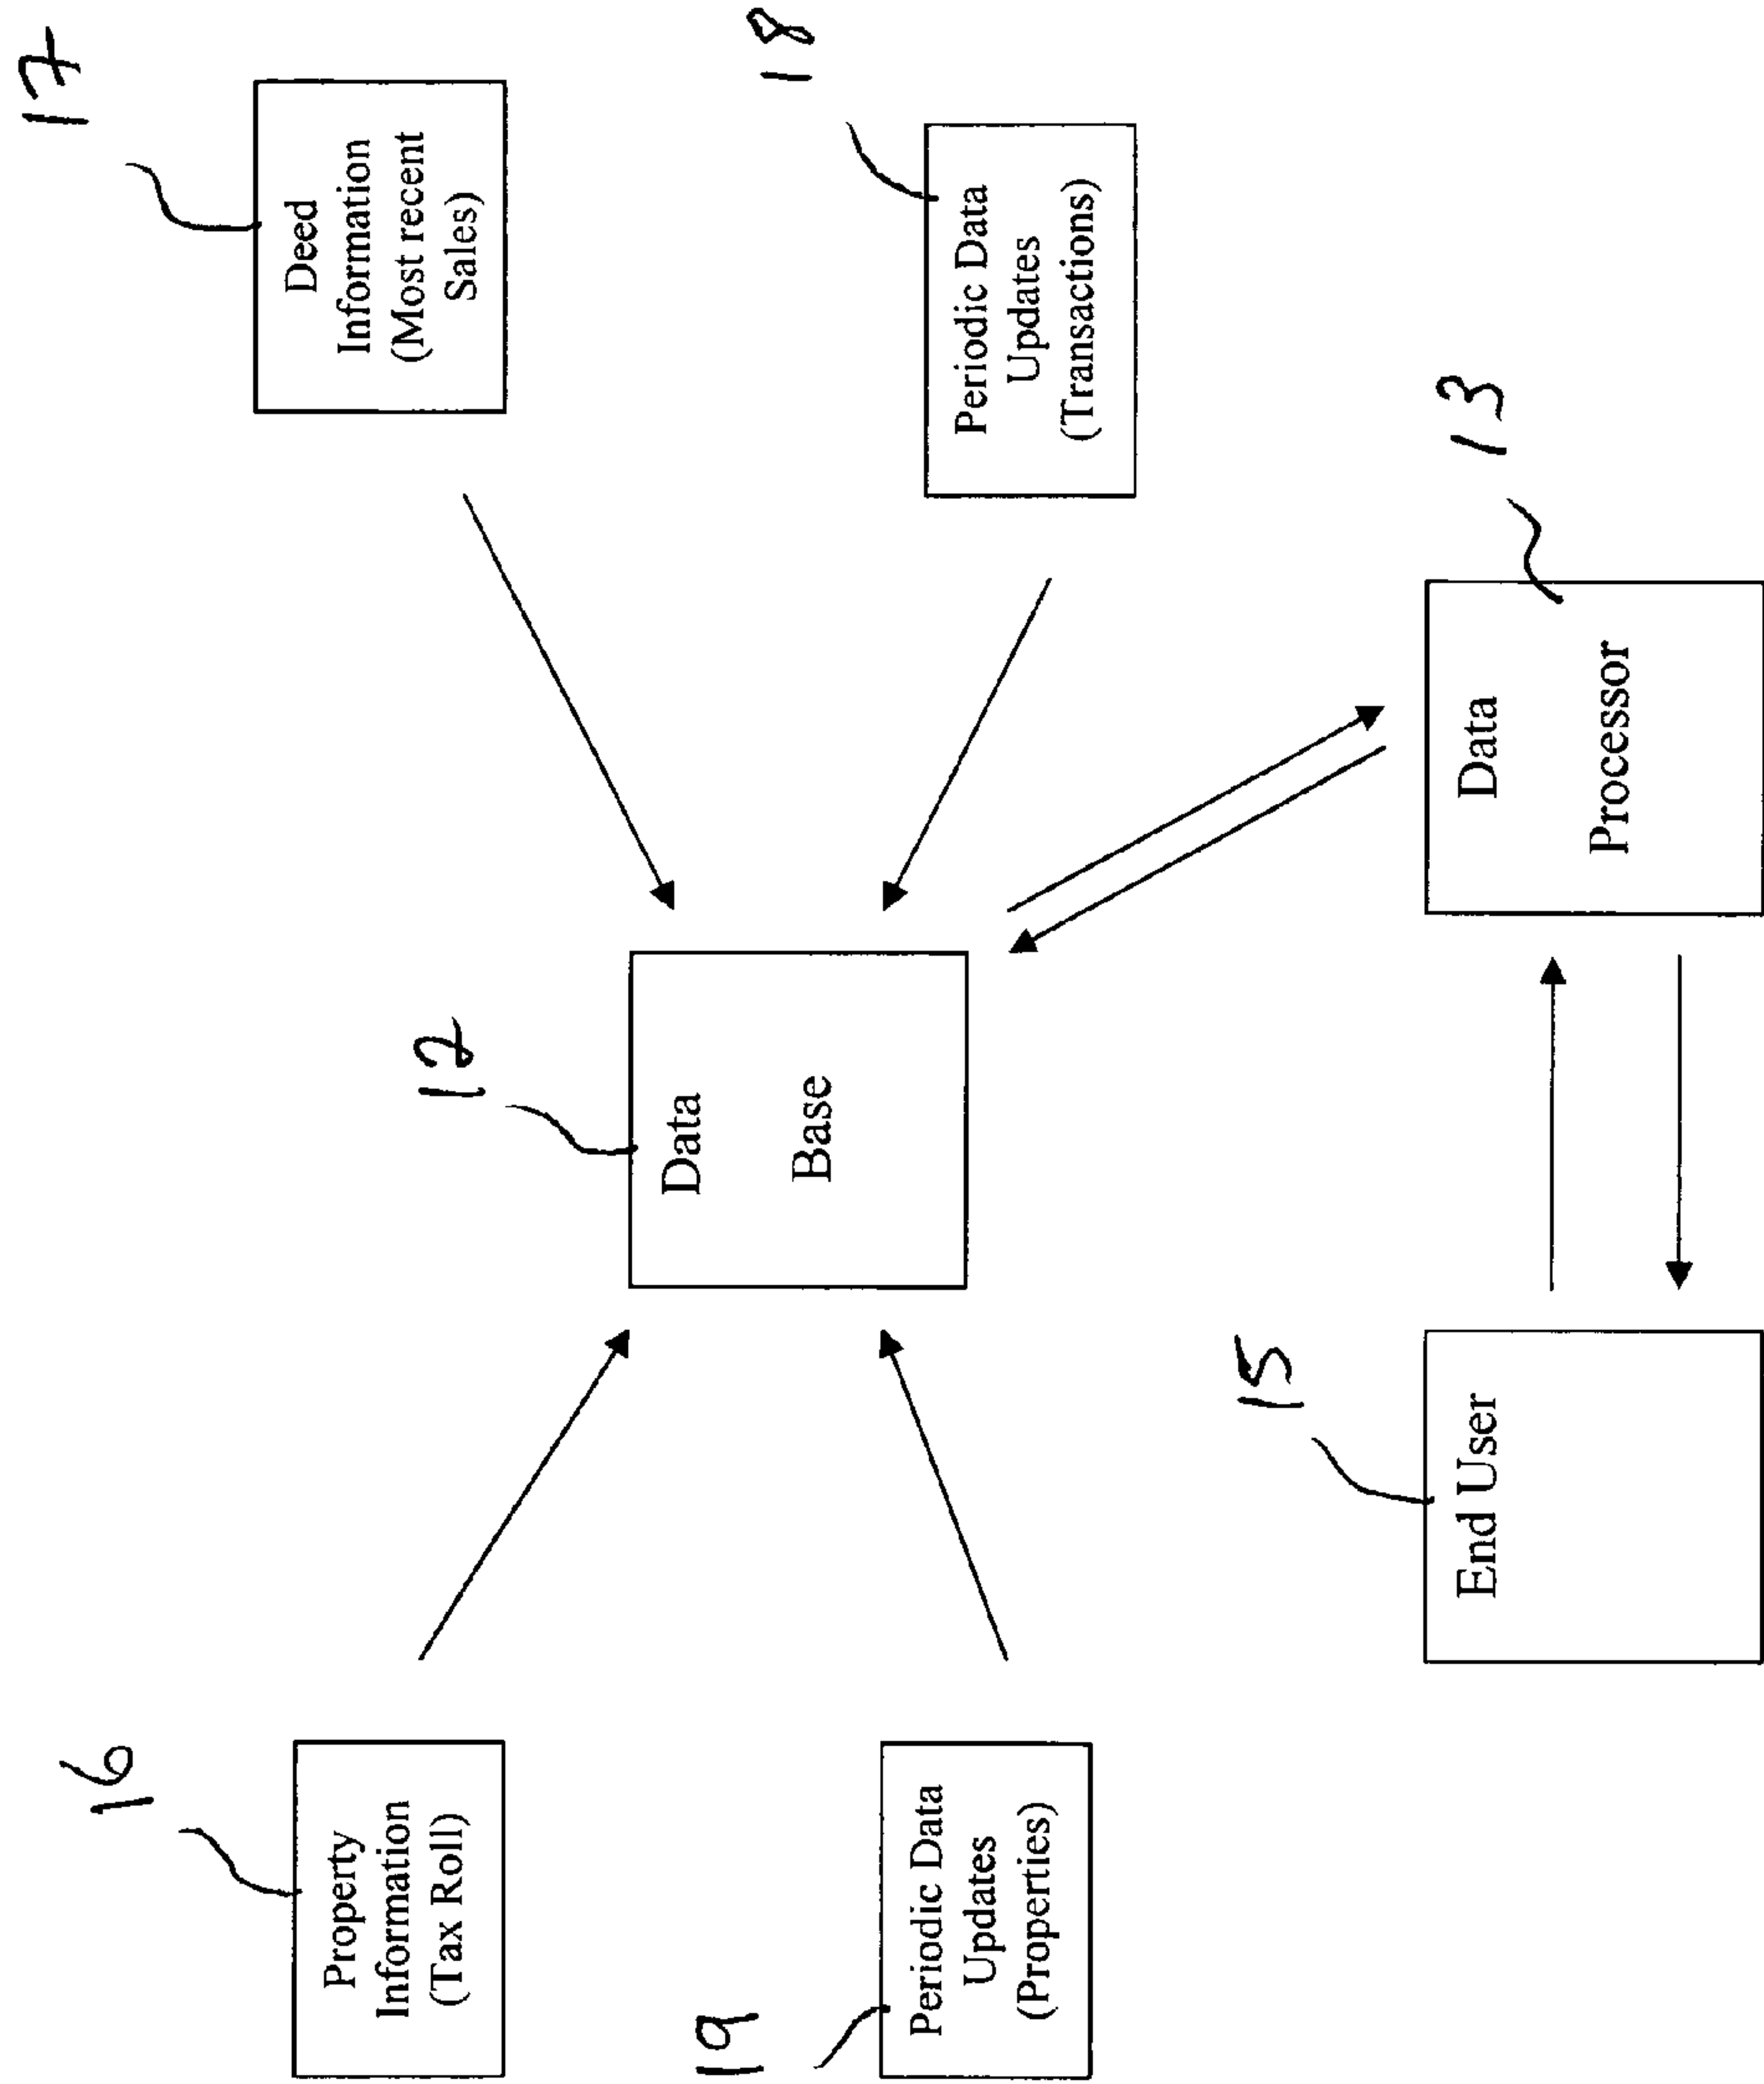 17
Deed
Information
(Most recent
Sales)
16
Property
Information
(Tax Roll)
12
Data
Base
18
Periodic Data
Updates
(Transactions)
19
Periodic Data
Updates
(Properties)
15
End User
13
Data
Processor